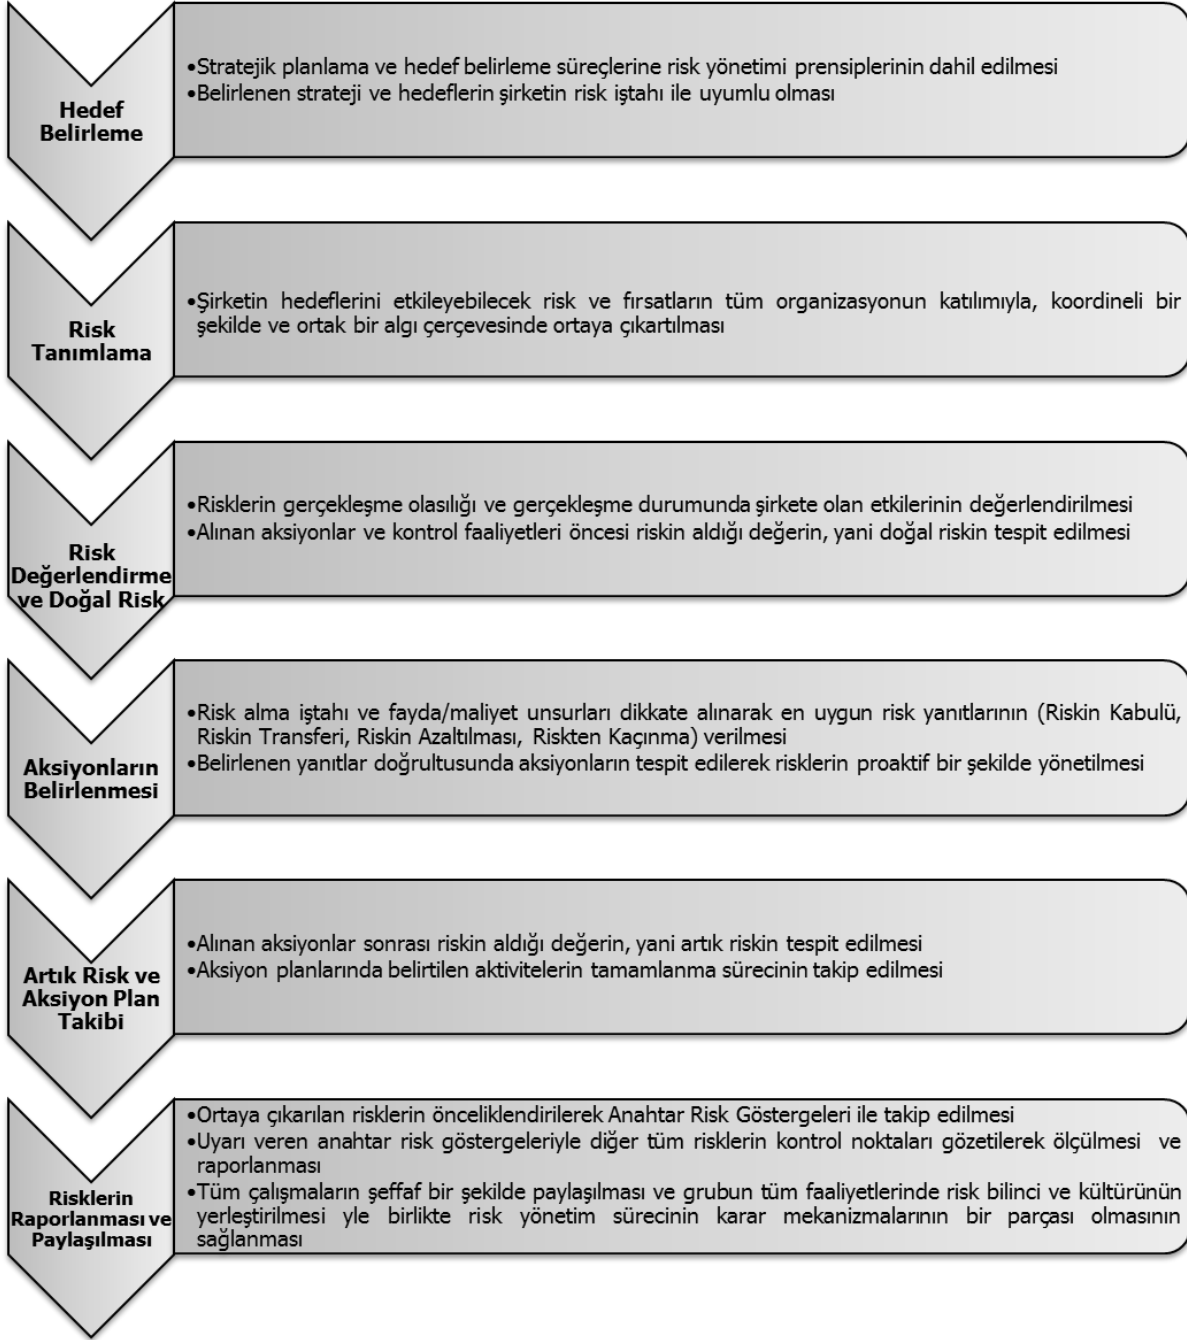 Hedef
Belirleme
•Stratejik planlama ve hedef belirleme süreçlerine risk yönetimi prensiplerinin dahil edilmesi
•Belirlenen strateji ve hedeflerin şirketin risk iştahı ile uyumlu olması
Risk
Tanımlama
•Şirketin hedeflerini etkileyebilecek risk ve fırsatların tüm organizasyonun katılımıyla, koordineli bir
şekilde ve ortak bir algı çerçevesinde ortaya çıkartılması
Risk
Değerlendirme
ve Doğal Risk
•Risklerin gerçekleşme olasılığı ve gerçekleşme durumunda şirkete olan etkilerinin değerlendirilmesi
•Alınan aksiyonlar ve kontrol faaliyetleri öncesi riskin aldığı değerin, yani doğal riskin tespit edilmesi
Aksiyonların
Belirlenmesi
•Risk alma iştahı ve fayda/maliyet unsurları dikkate alınarak en uygun risk yanıtlarının (Riskin Kabulü,
Riskin Transferi, Riskin Azaltılması, Riskten Kaçınma) verilmesi
•Belirlenen yanıtlar doğrultusunda aksiyonların tespit edilerek risklerin proaktif bir şekilde yönetilmesi
Artık Risk ve
Aksiyon Plan
Takibi
•Alınan aksiyonlar sonrası riskin aldığı değerin, yani artık riskin tespit edilmesi
•Aksiyon planlarında belirtilen aktivitelerin tamamlanma sürecinin takip edilmesi
Risklerin
Raporlanması ve
Paylaşılması
•Ortaya çıkarılan risklerin önceliklendirilerek Anahtar Risk Göstergeleri ile takip edilmesi
•Uyarı veren anahtar risk göstergeleriyle diğer tüm risklerin kontrol noktaları gözetilerek ölçülmesi ve
raporlanması
•Tüm çalışmaların şeffaf bir şekilde paylaşılması ve grubun tüm faaliyetlerinde risk bilinci ve kültürünün
yerleştirilmesi yle birlikte risk yönetim sürecinin karar mekanizmalarının bir parçası olmasının
sağlanması